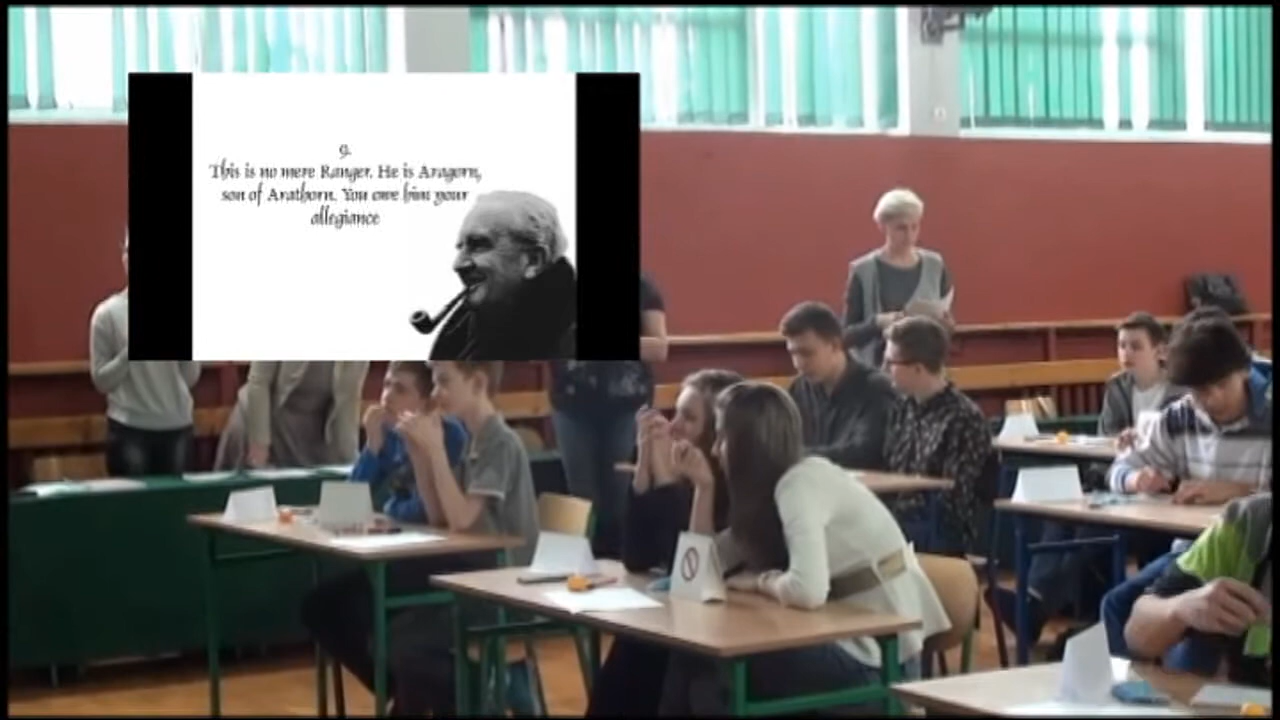 9.
This is no mere Ranger. He is Aragorn,
son of Arathorn. You owe him your
allegiance